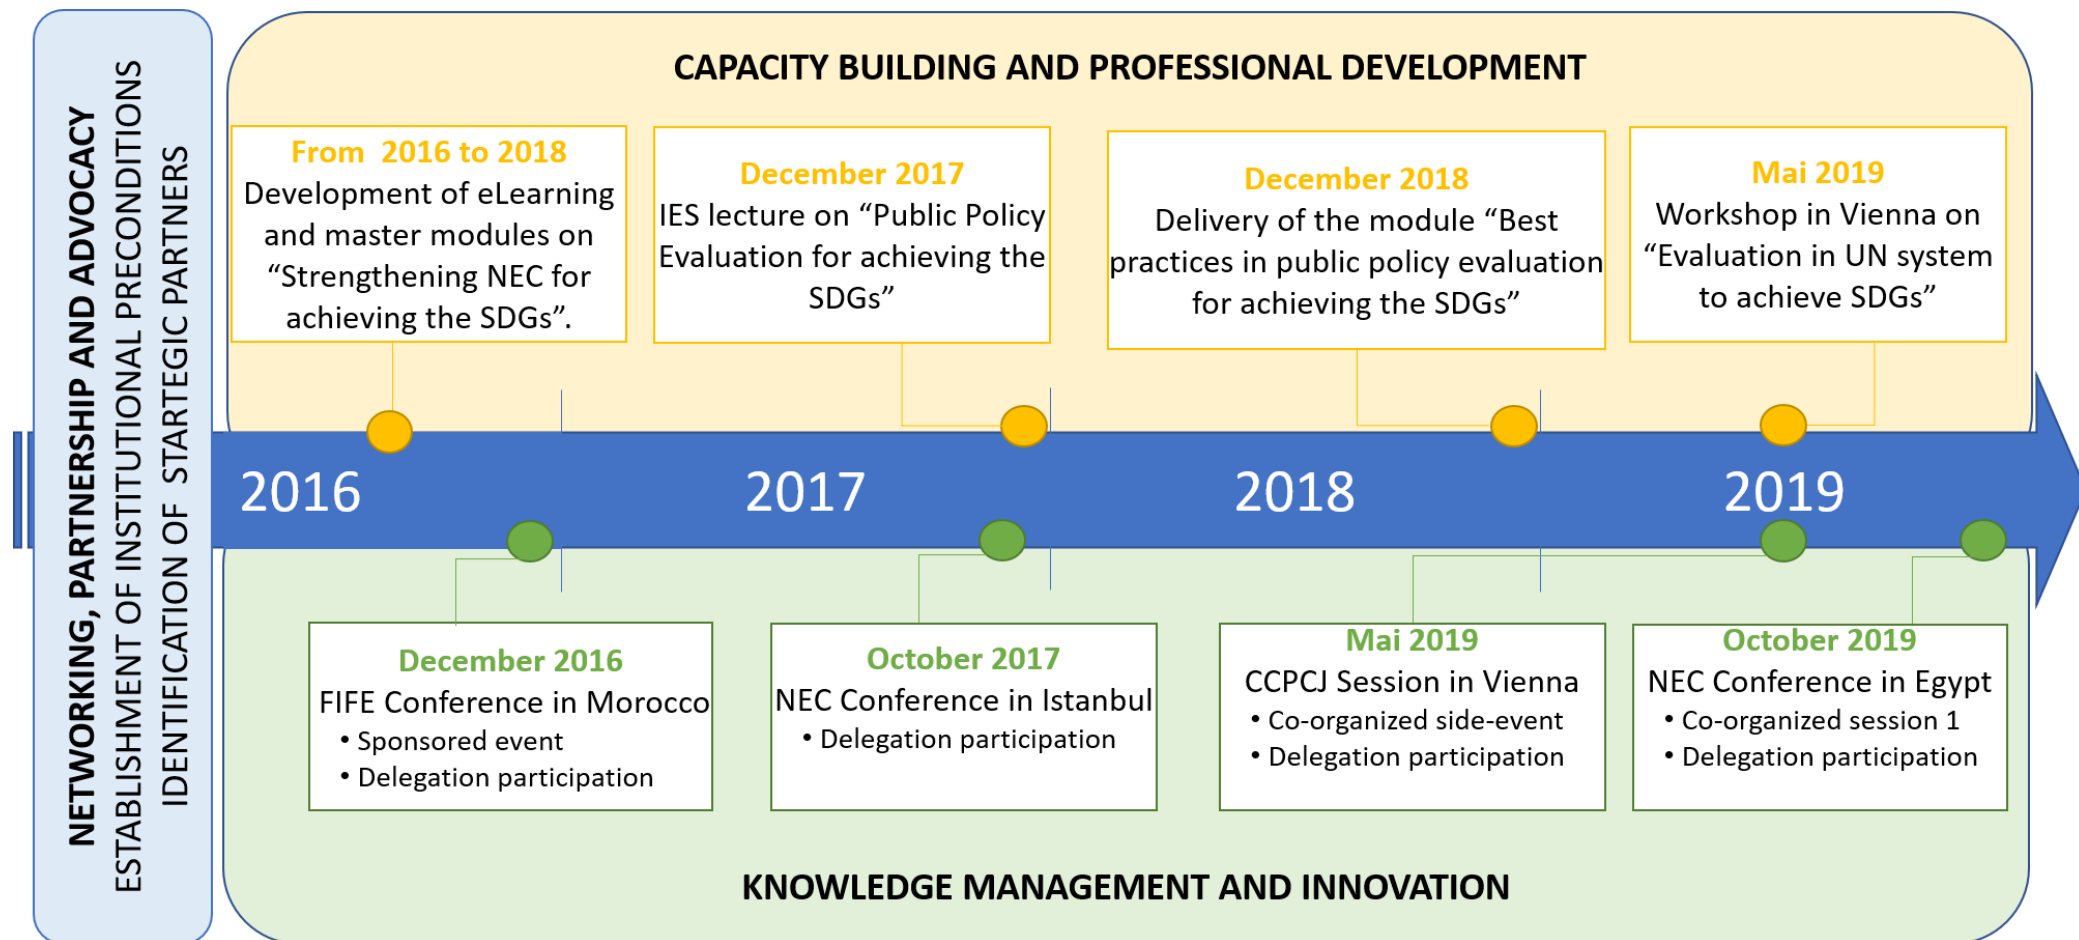 NETWORKING, PARTNERSHIP AND ADVOCACY
ESTABLISHMENT OF INSTITUTIONAL PRECONDITIONS
IDENTIFICATION OF STARTEGIC PARTNERS
CAPACITY BUILDING AND PROFESSIONAL DEVELOPMENT
From 2016 to 2018
Development of eLearning
and master modules on
“Strengthening NEC for
achieving the SDGs”.
December 2017
IES lecture on “Public Policy
Evaluation for achieving the
SDGs”
December 2018
Delivery of the module “Best
practices in public policy evaluation
for achieving the SDGs”
Mai 2019
Workshop in Vienna on
“Evaluation in UN system
to achieve SDGs”
2016
2017
2018
2019
December 2016
FIFE Conference in Morocco
• Sponsored event
• Delegation participation
October 2017
NEC Conference in Istanbul
• Delegation participation
Mai 2019
CCPCJ Session in Vienna
• Co-organized side-event
• Delegation participation
October 2019
NEC Conference in Egypt
• Co-organized session 1
• Delegation participation
KNOWLEDGE MANAGEMENT AND INNOVATION